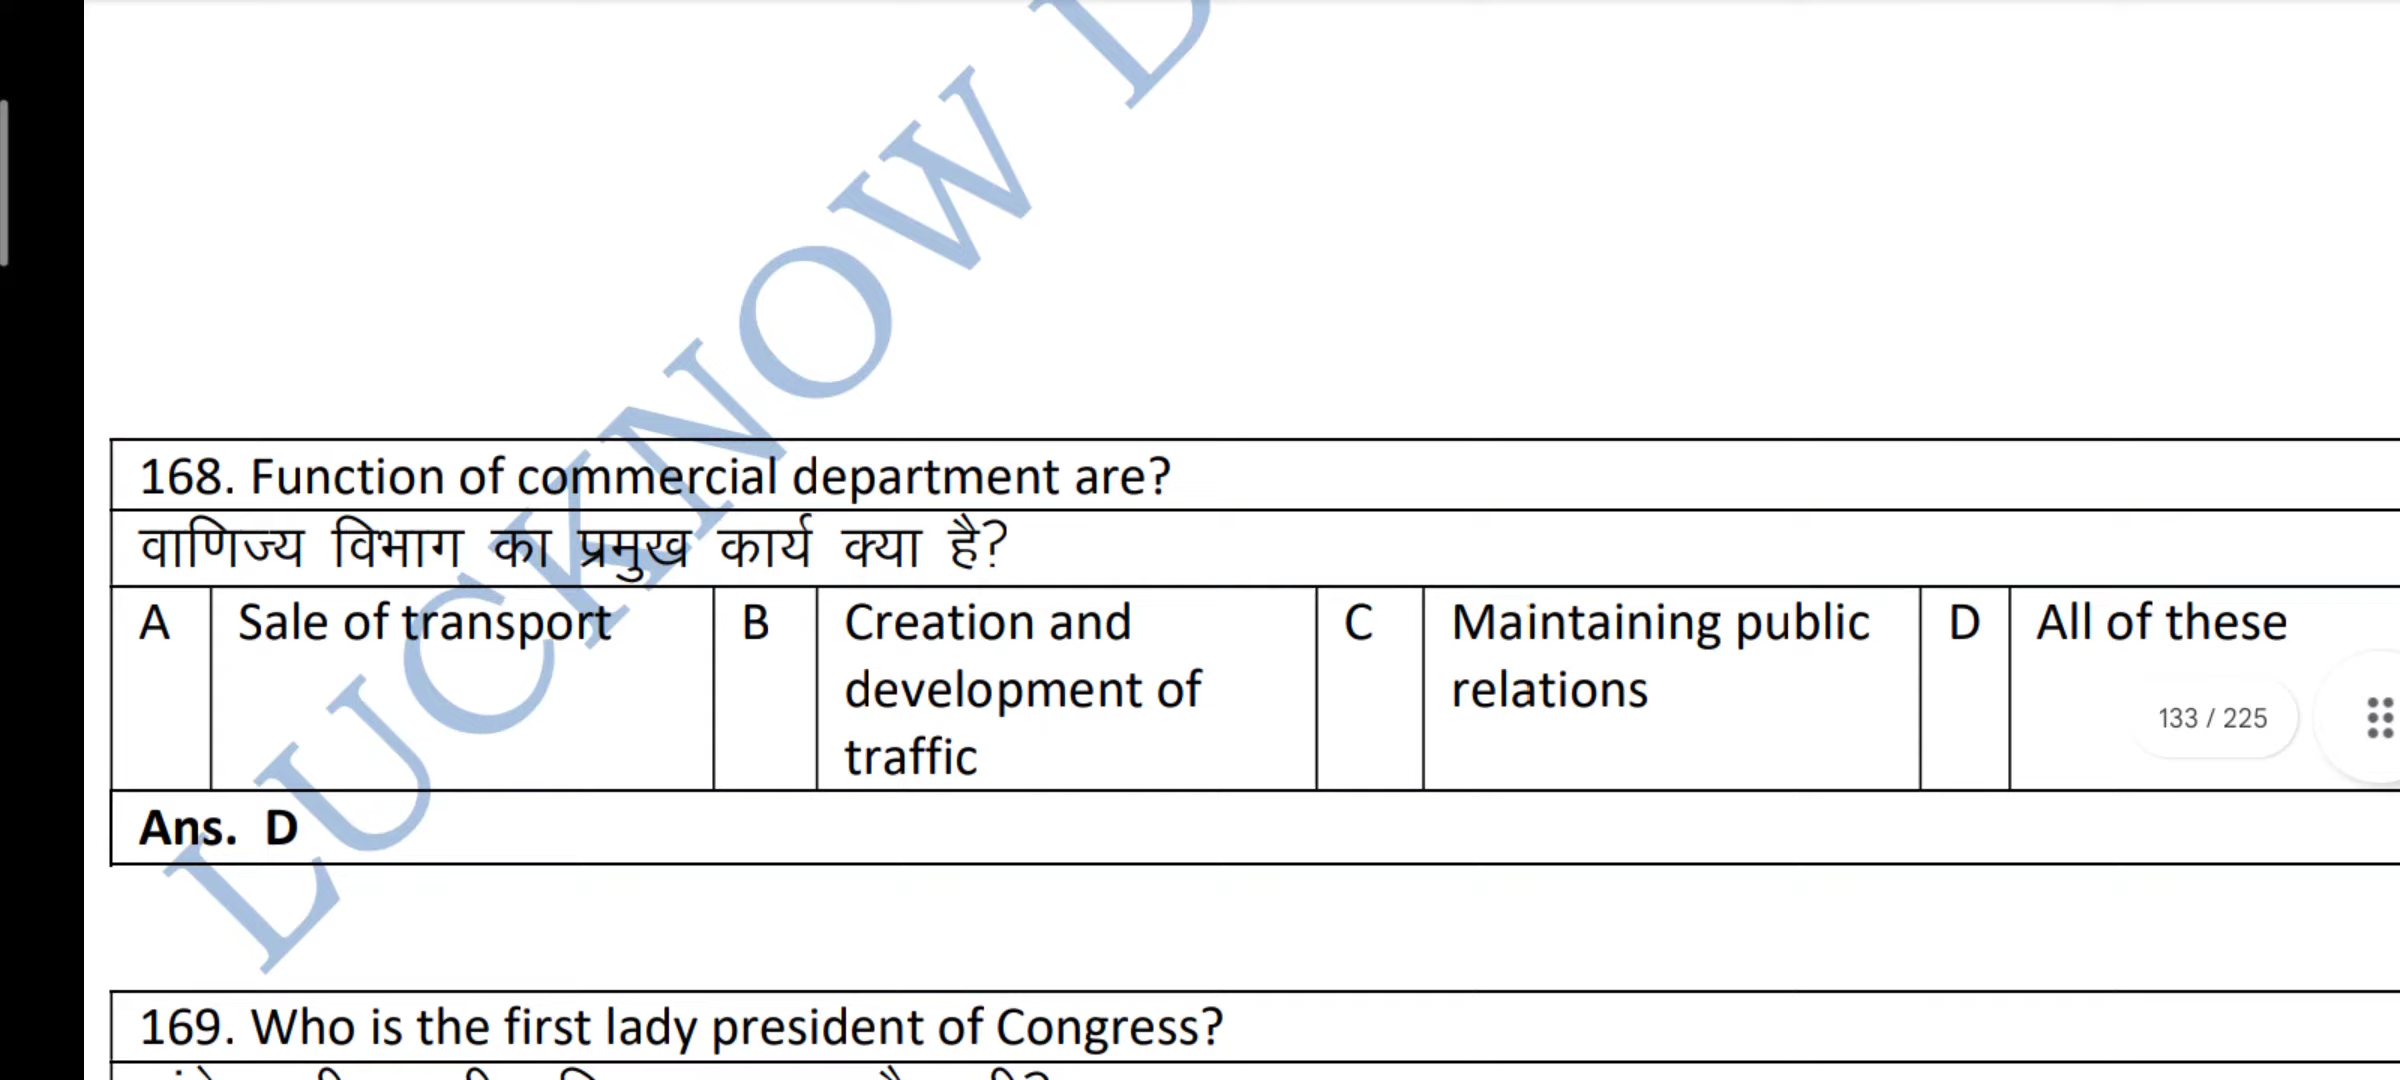 LUCKNOW D
168. Function of commercial department are?
वाणिज्य विभाग का प्रमुख कार्य क्या है?
A Sale of transport B Creation and development of traffic C Maintaining public relations D All of these
133 / 225
Ans. D
169. Who is the first lady president of Congress?